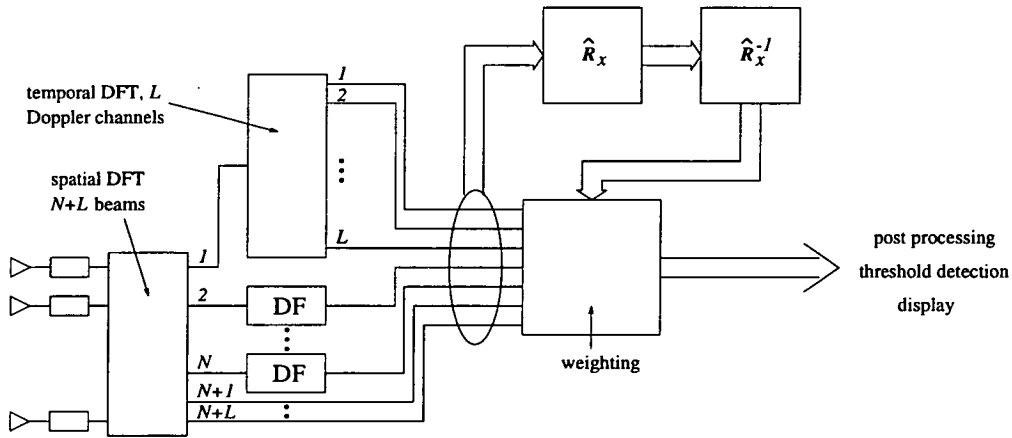 R̂x
R̂x⁻¹
temporal DFT, L
Doppler channels
1
2
L
spatial DFT
N+L beams
1
2
N
N+1
N+L
DF
DF
weighting
post processing
threshold detection
display